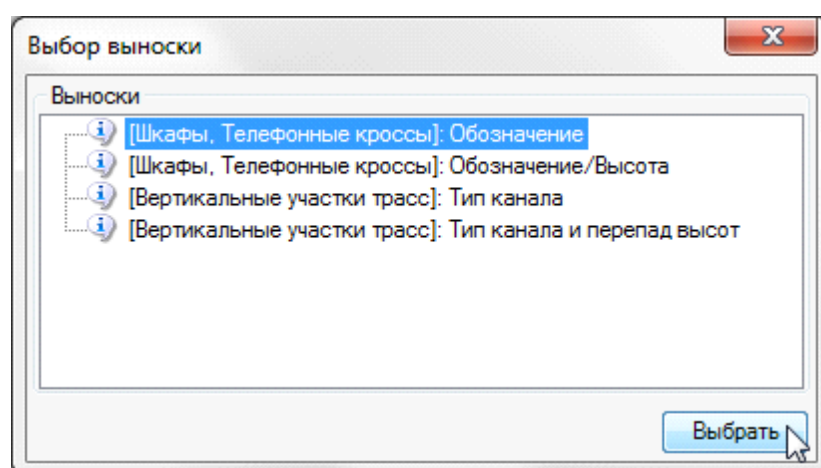 Выбор выноски
Выноски
[Шкафы, Телефонные кроссы]: Обозначение
[Шкафы, Телефонные кроссы]: Обозначение/Высота
[Вертикальные участки трасс]: Тип канала
[Вертикальные участки трасс]: Тип канала и перепад высот
Выбрать